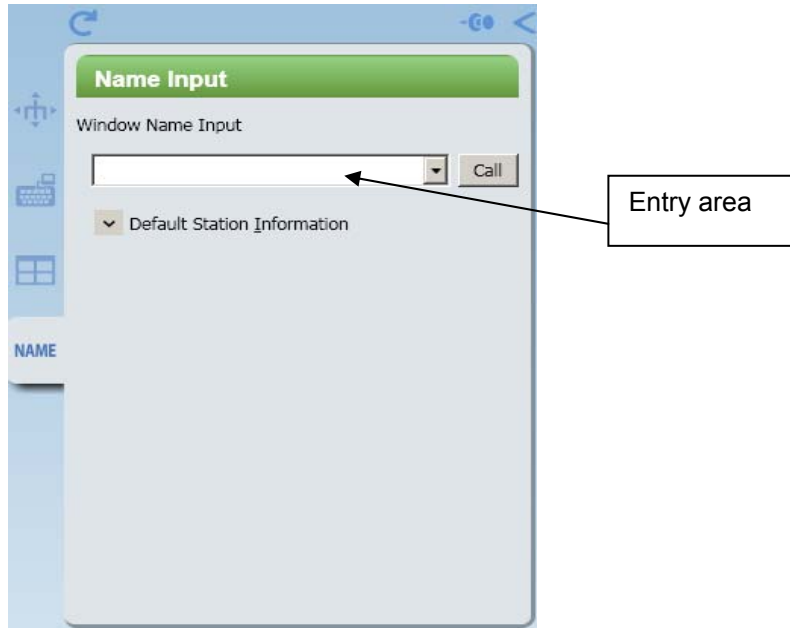 Name Input
Window Name Input
Call
Entry area
Default Station Information
NAME